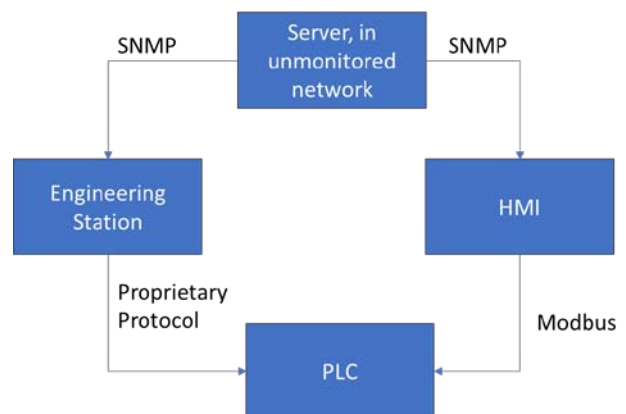 SNMP
Server, in
unmonitored
network
SNMP
Engineering
Station
HMI
Proprietary
Protocol
Modbus
PLC